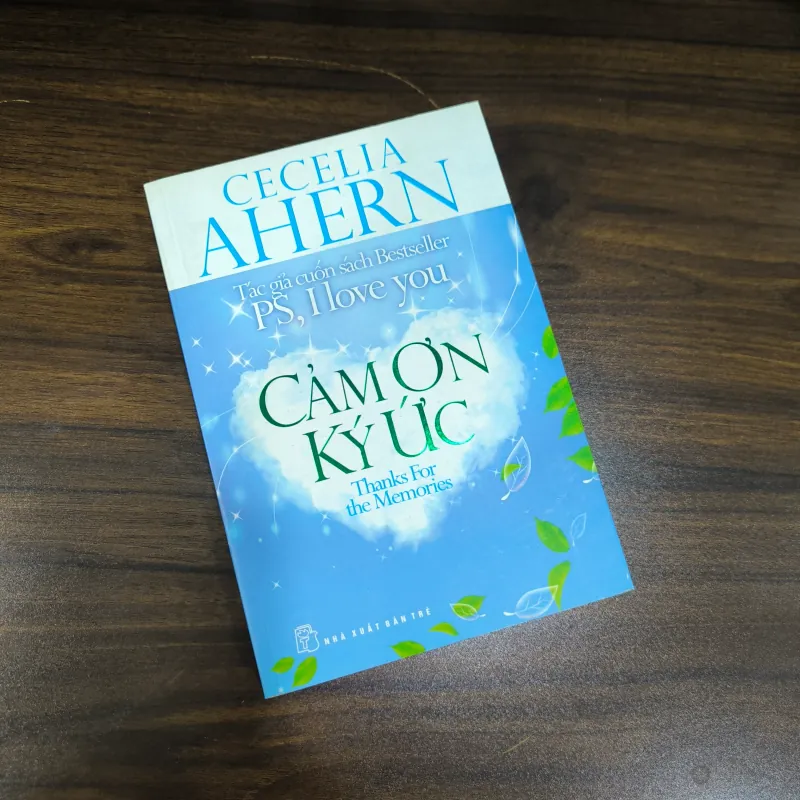 CECELIA
AHERN
Tác giả cuốn sách Bestseller
PS, I love you
CẢM ƠN
KÝ ỨC
Thanks For
the Memories
NHÀ XUẤT BẢN TRẺ